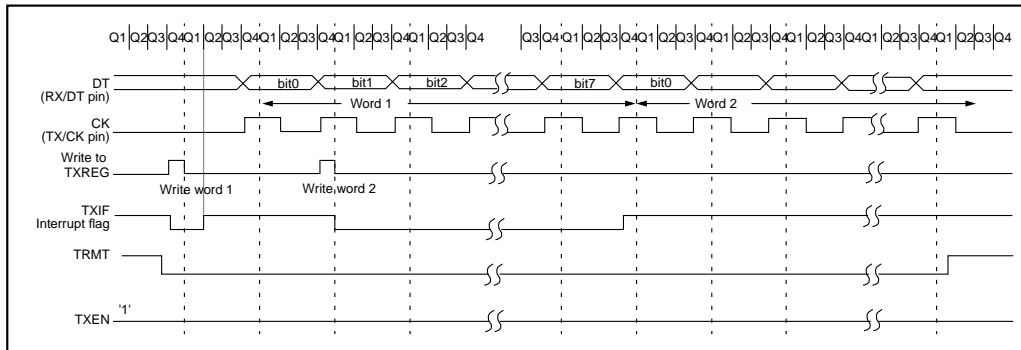 Q1 Q2 Q3 Q4 Q1 Q2 Q3 Q4 Q1 Q2 Q3 Q4 Q1 Q2 Q3 Q4 Q1 Q2 Q3 Q4 Q3 Q4 Q1 Q2 Q3 Q4 Q1 Q2 Q3 Q4 Q1 Q2 Q3 Q4 Q1 Q2 Q3 Q4 Q1 Q2 Q3 Q4 Q1 Q2 Q3 Q4
DT
(RX/DT pin)
bit0 bit1 bit2 bit7 bit0
Word 1 Word 2
CK
(TX/CK pin)
Write to
TXREG
Write word 1 Write word 2
TXIF
Interrupt flag
TRMT
'1'
TXEN